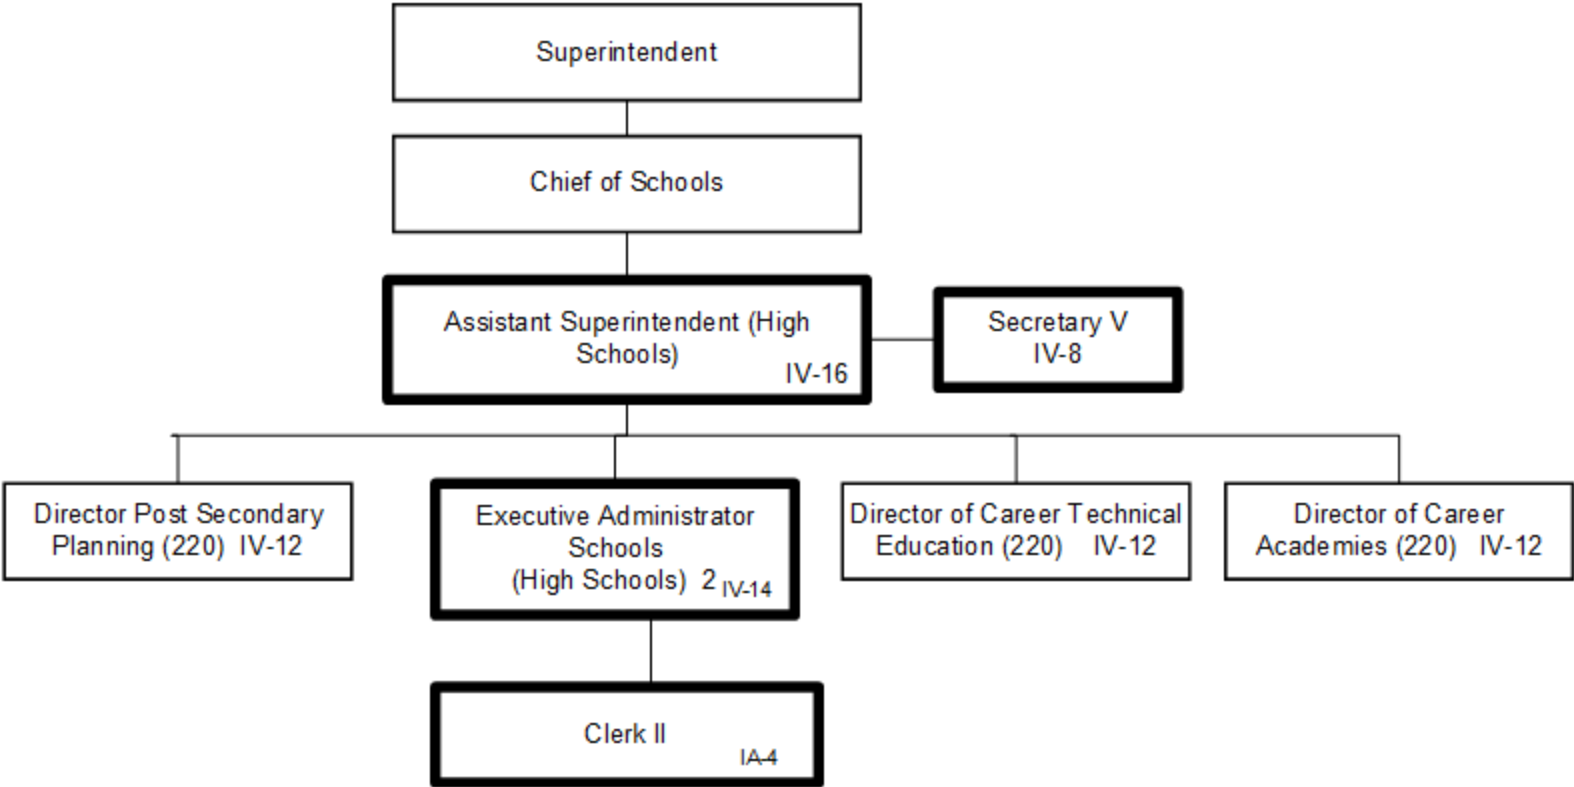 Superintendent
Chief of Schools
Assistant Superintendent (High
Schools)
IV-16
Secretary V
IV-8
Director Post Secondary
Planning (220) IV-12
Executive Administrator
Schools
(High Schools) 2 IV-14
Director of Career Technical
Education (220) IV-12
Director of Career
Academies (220) IV-12
Clerk II
IA-4